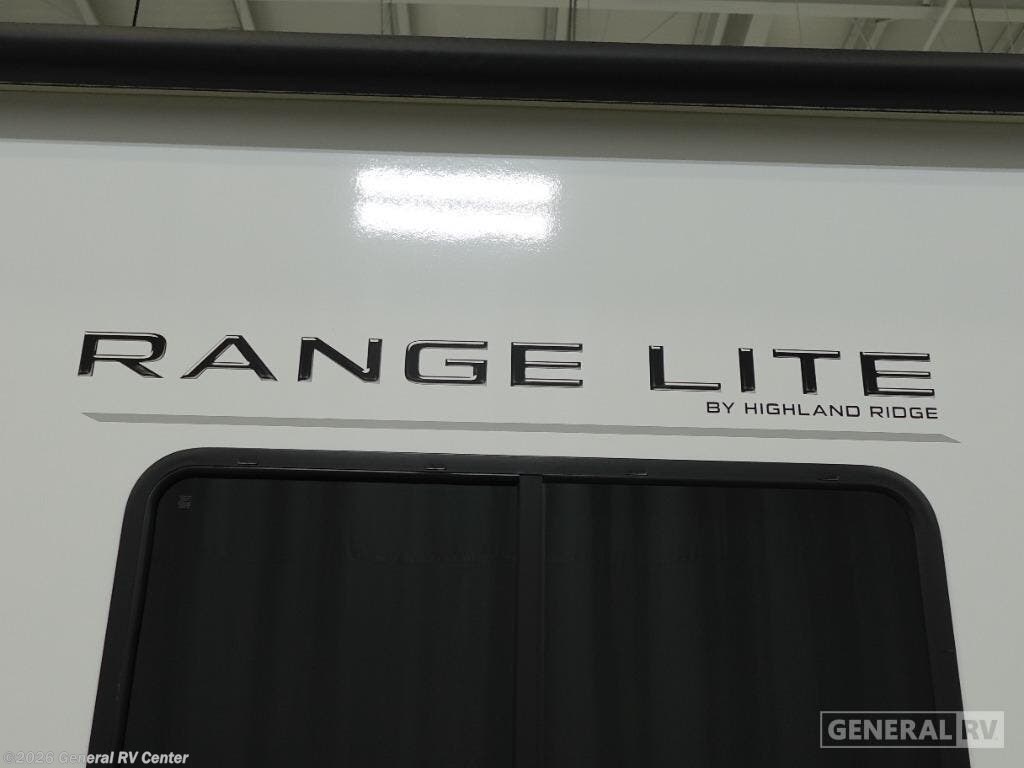 RANGE LITE
BY HIGHLAND RIDGE
GENERAL RV
©2026 General RV Center